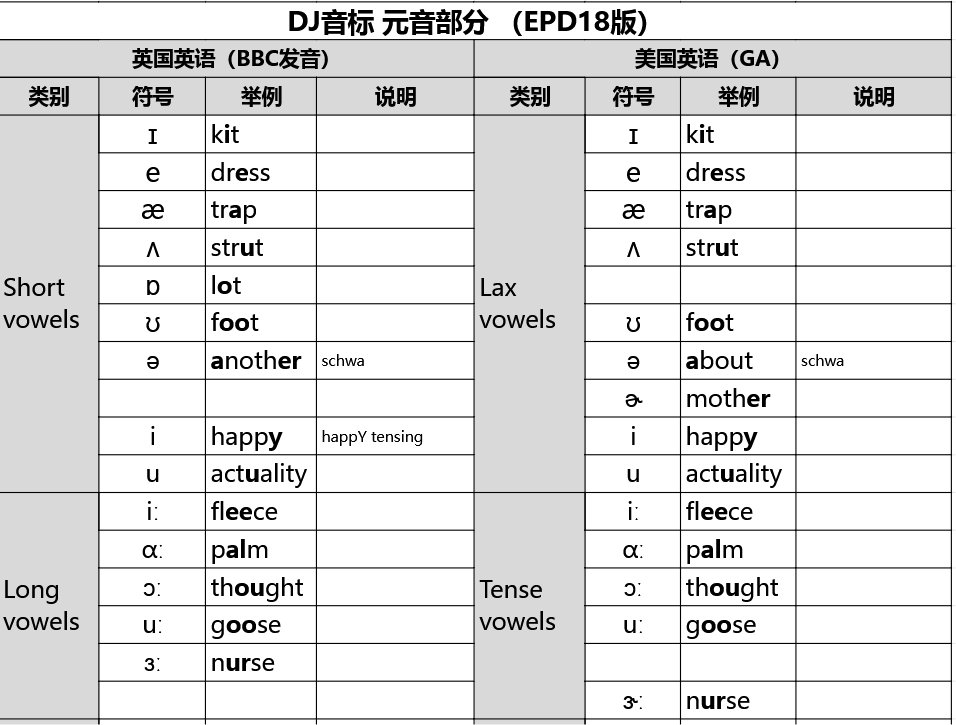 DJ音标 元音部分 （EPD18版）
英国英语（BBC发音） 美国英语（GA）
类别 符号 举例 说明 类别 符号 举例 说明
Short vowels ɪ kit Lax vowels ɪ kit
e dress e dress
æ trap æ trap
ʌ strut ʌ strut
ɒ lot
ʊ foot ʊ foot
ə another schwa ə about schwa
ɚ mother
i happy happY tensing i happy
u actuality u actuality
Long vowels iː fleece Tense vowels iː fleece
ɑː palm ɑː palm
ɔː thought ɔː thought
uː goose uː goose
ɜː nurse
ɝː nurse